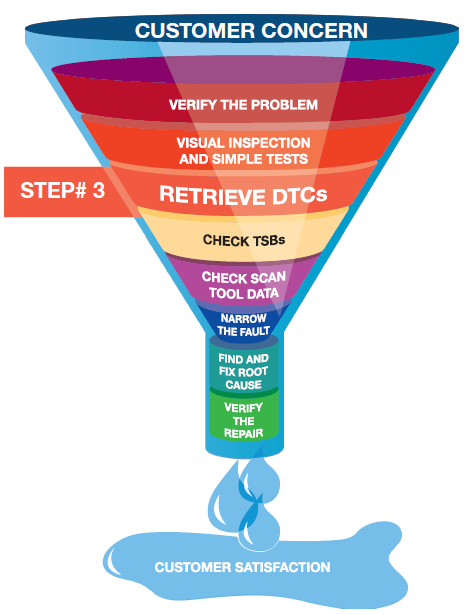 CUSTOMER CONCERN
VERIFY THE PROBLEM
VISUAL INSPECTION
AND SIMPLE TESTS
STEP# 3
RETRIEVE DTCs
CHECK TSBs
CHECK SCAN
TOOL DATA
NARROW
THE FAULT
FIND AND
FIX ROOT
CAUSE
VERIFY
THE
REPAIR
CUSTOMER SATISFACTION